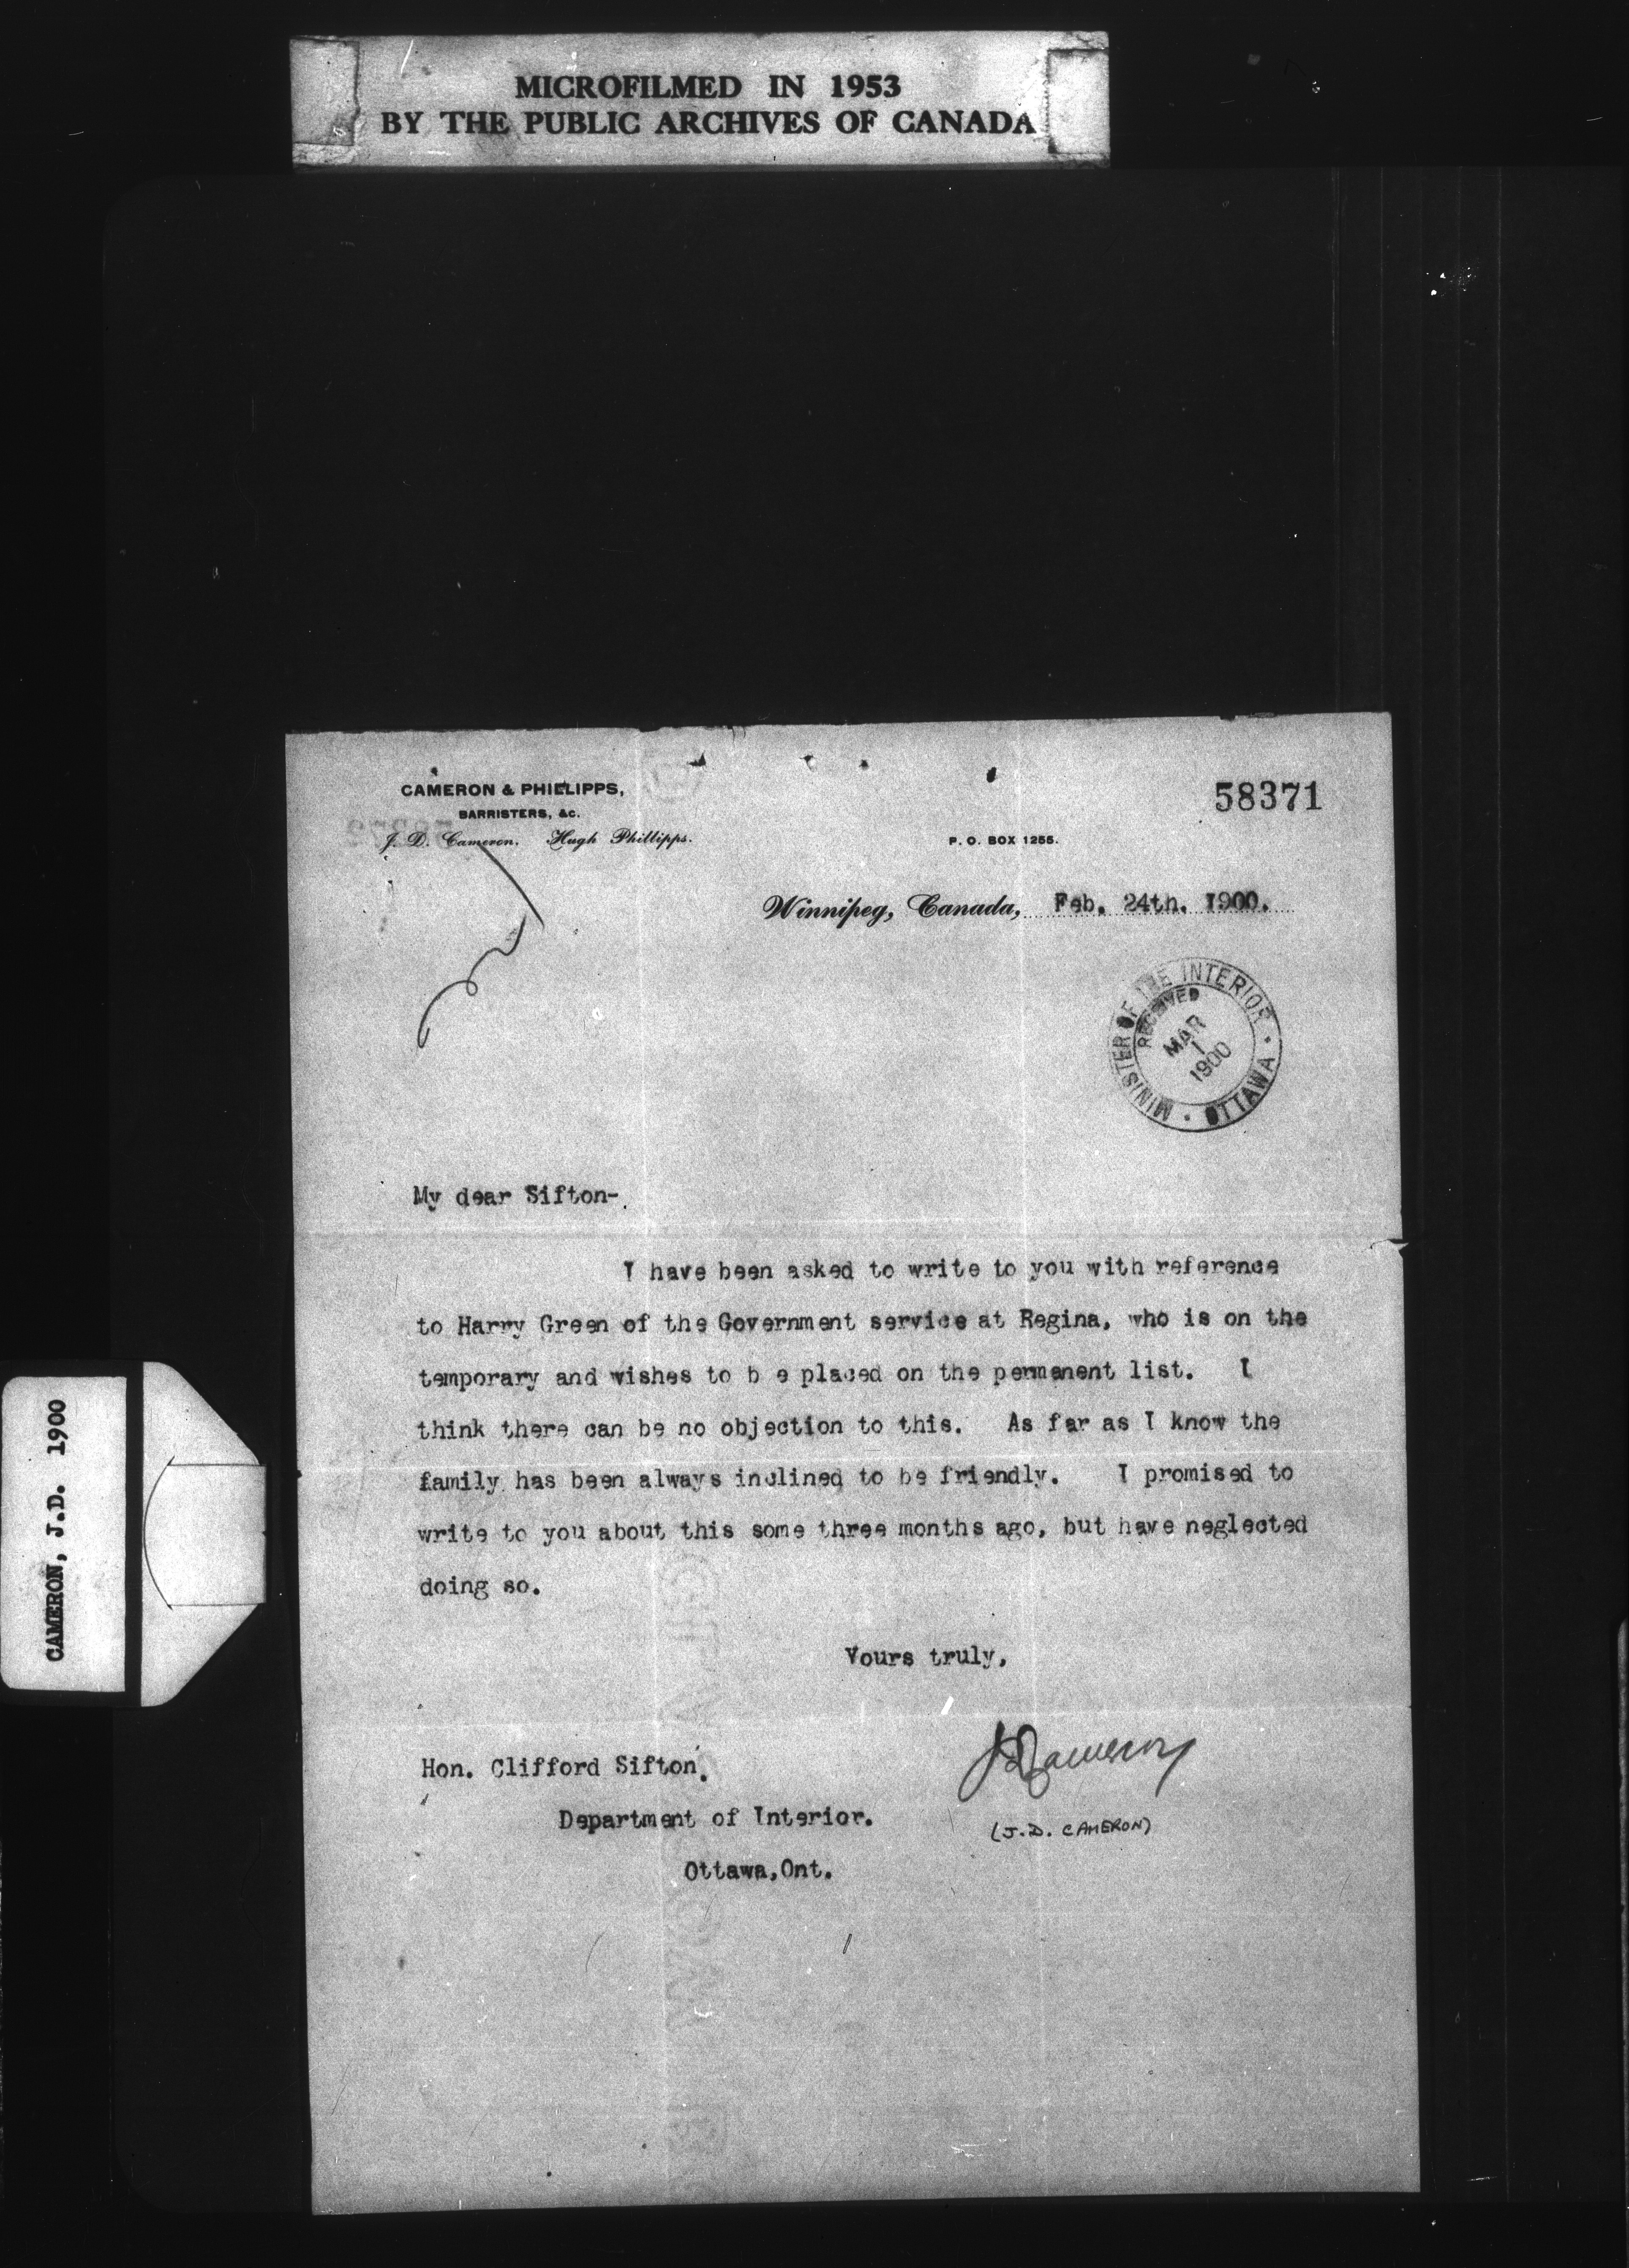 MICROFILMED IN 1953
BY THE PUBLIC ARCHIVES OF CANADA
CAMERON & PHILLIPPS,
BARRISTERS, &c.
J. D. Cameron. Hugh Phillipps.
58371
P. O. BOX 1255.
Winnipeg, Canada, Feb. 24th. 1900.
MINISTER OF THE INTERIOR • OTTAWA •
RECEIVED
MAR
1
1900
My dear Sifton-
I have been asked to write to you with reference
to Harry Green of the Government service at Regina, who is on the
temporary and wishes to b e placed on the permanent list. I
think there can be no objection to this. As far as I know the
family has been always inclined to be friendly. I promised to
write to you about this some three months ago, but have neglected
doing so.
Yours truly,
Hon. Clifford Sifton.
JDCameron
Department of Interior.
(J.D. CAMERON)
Ottawa,Ont.
CAMERON, J.D. 1900